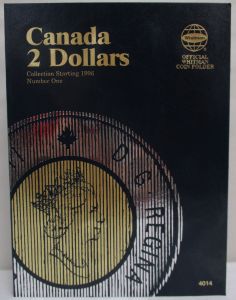 Canada
2 Dollars
Collection Starting 1996
Number One
Whitman
OFFICIAL
WHITMAN
COIN FOLDER
D. G. REGINA
4014